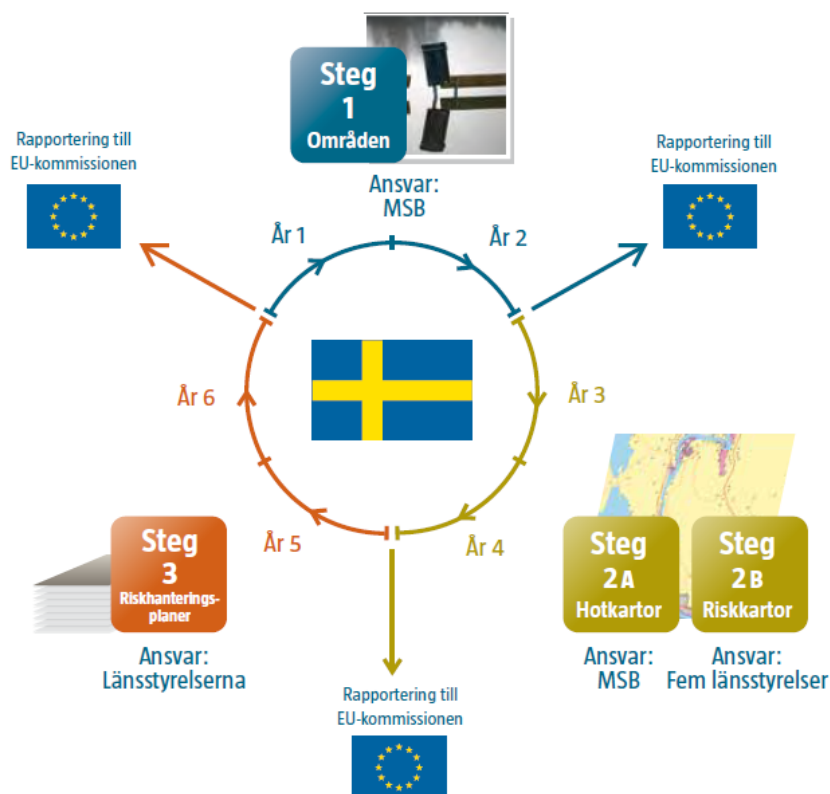 Steg
1
Områden
Ansvar:
MSB
Rapportering till
EU-kommissionen
Rapportering till
EU-kommissionen
År 1
År 2
År 3
År 4
År 5
År 6
Steg
2A
Hotkartor
Ansvar:
MSB
Steg
2B
Riskkartor
Ansvar:
Fem länsstyrelser
Steg
3
Riskhanterings-
planer
Ansvar:
Länsstyrelserna
Rapportering till
EU-kommissionen